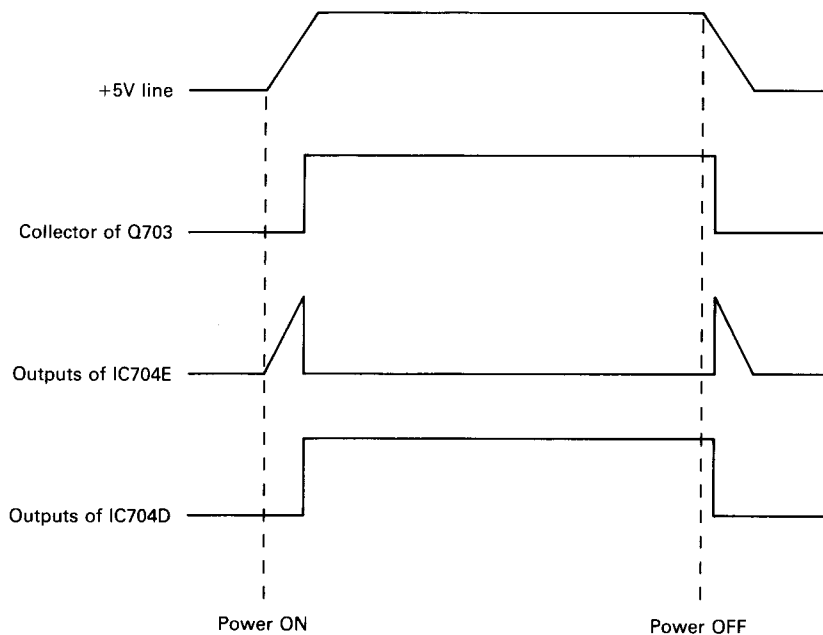 +5V line
Collector of Q703
Outputs of IC704E
Outputs of IC704D
Power ON
Power OFF